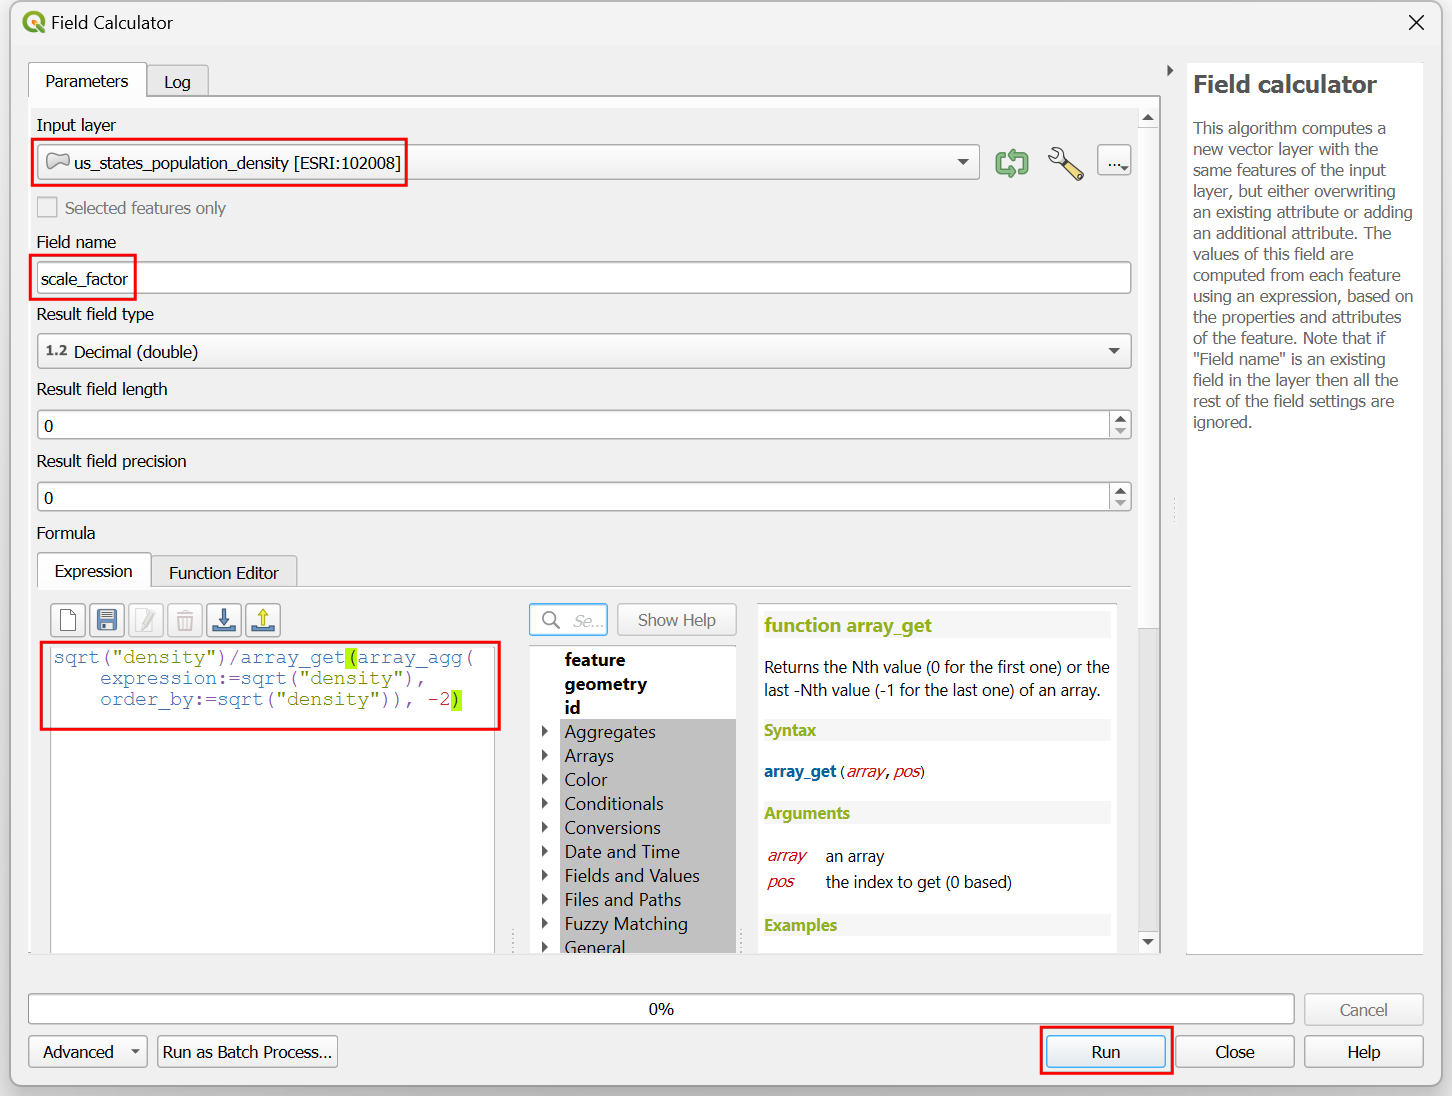 Field Calculator
Parameters
Log
Input layer
us_states_population_density [ESRI:102008]
...
Selected features only
Field name
scale_factor
Result field type
1.2 Decimal (double)
Result field length
0
Result field precision
0
Formula
Expression
Function Editor
Se...
Show Help
sqrt("density")/array_get(array_agg(
expression:=sqrt("density"),
order_by:=sqrt("density")), -2)
feature
geometry
id
Aggregates
Arrays
Color
Conditionals
Conversions
Date and Time
Fields and Values
Files and Paths
Fuzzy Matching
General
function array_get
Returns the Nth value (0 for the first one) or the
last -Nth value (-1 for the last one) of an array.
Syntax
array_get (array, pos)
Arguments
array an array
pos the index to get (0 based)
Examples
Field calculator
This algorithm computes a
new vector layer with the
same features of the input
layer, but either overwriting
an existing attribute or adding
an additional attribute. The
values of this field are
computed from each feature
using an expression, based on
the properties and attributes
of the feature. Note that if
"Field name" is an existing
field in the layer then all the
rest of the field settings are
ignored.
0%
Cancel
Advanced
Run as Batch Process...
Run
Close
Help